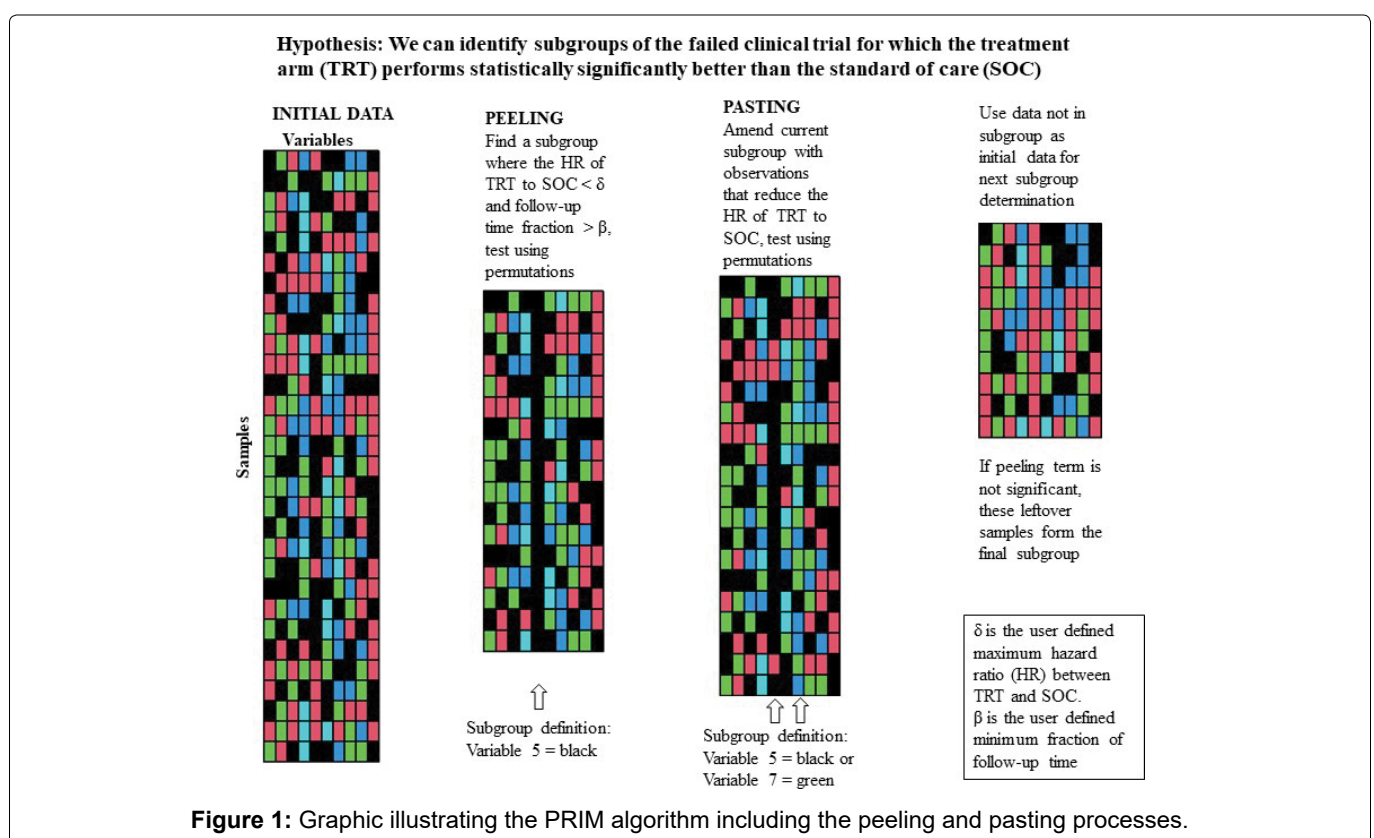 Hypothesis: We can identify subgroups of the failed clinical trial for which the treatment
arm (TRT) performs statistically significantly better than the standard of care (SOC)
INITIAL DATA
Variables
Samples
PEELING
Find a subgroup
where the HR of
TRT to SOC < δ
and follow-up
time fraction > β,
test using
permutations
Subgroup definition:
Variable 5 = black
PASTING
Amend current
subgroup with
observations
that reduce the
HR of TRT to
SOC, test using
permutations
Subgroup definition:
Variable 5 = black or
Variable 7 = green
Use data not in
subgroup as
initial data for
next subgroup
determination
If peeling term is
not significant,
these leftover
samples form the
final subgroup
δ is the user defined
maximum hazard
ratio (HR) between
TRT and SOC.
β is the user defined
minimum fraction of
follow-up time
Figure 1: Graphic illustrating the PRIM algorithm including the peeling and pasting processes.